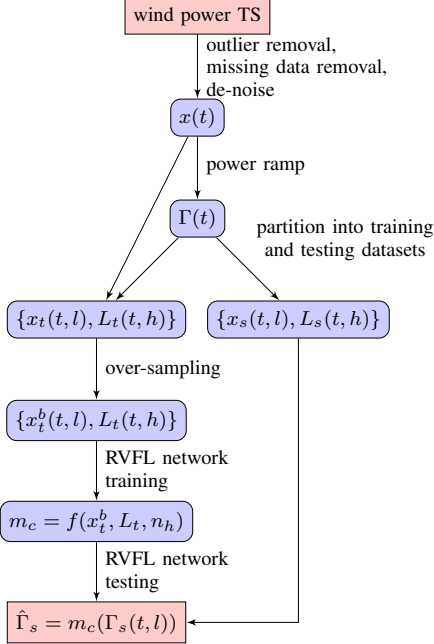 wind power TS
outlier removal,
missing data removal,
de-noise
x(t)
power ramp
Γ(t)
partition into training
and testing datasets
{x_t(t, l), L_t(t, h)}
{x_s(t, l), L_s(t, h)}
over-sampling
{x_t^b(t, l), L_t(t, h)}
RVFL network
training
m_c = f(x_t^b, L_t, n_h)
RVFL network
testing
Γ̂_s = m_c(Γ_s(t, l))